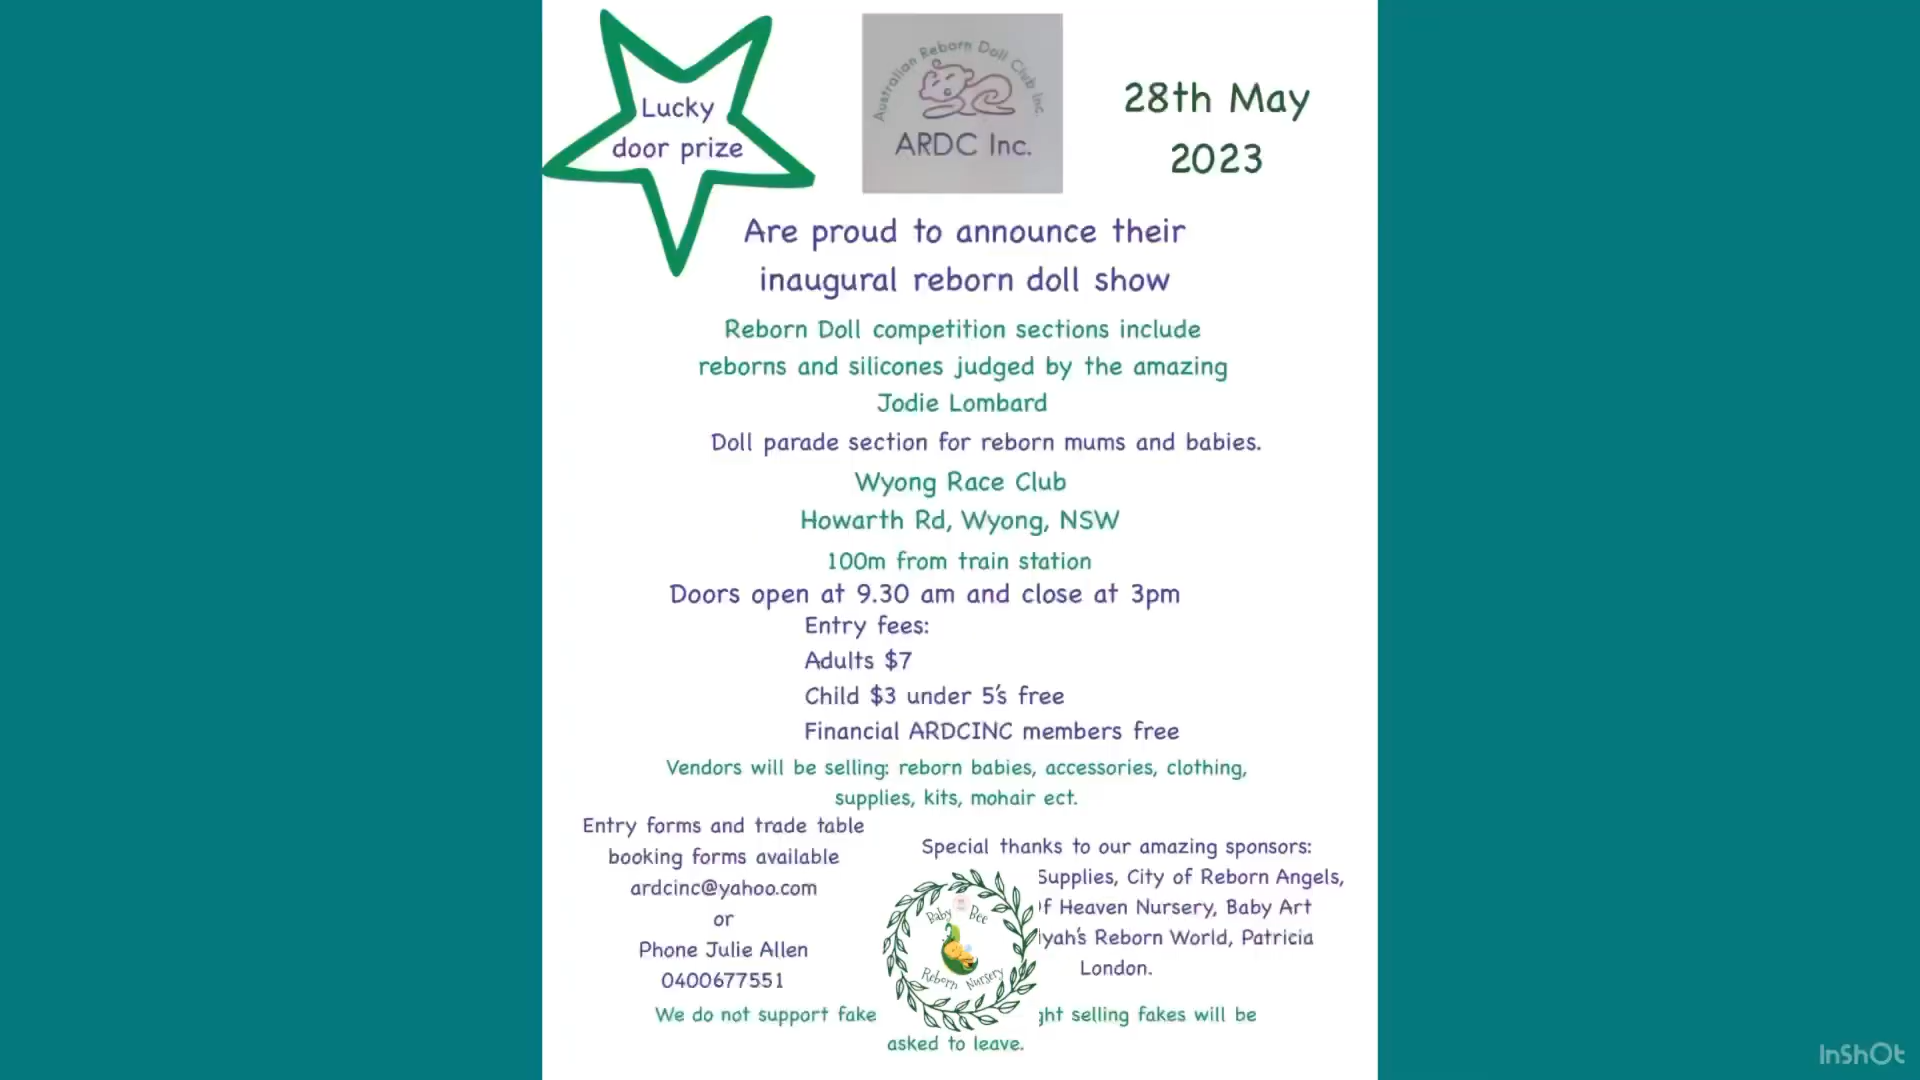 Lucky
door prize
Australian Reborn Doll Club Inc.
ARDC Inc.
28th May
2023
Are proud to announce their
inaugural reborn doll show
Reborn Doll competition sections include
reborns and silicones judged by the amazing
Jodie Lombard
Doll parade section for reborn mums and babies.
Wyong Race Club
Howarth Rd, Wyong, NSW
100m from train station
Doors open at 9.30 am and close at 3pm
Entry fees:
Adults $7
Child $3 under 5's free
Financial ARDCINC members free
Vendors will be selling: reborn babies, accessories, clothing,
supplies, kits, mohair ect.
Entry forms and trade table
booking forms available
ardcinc@yahoo.com
or
Phone Julie Allen
0400677551
Special thanks to our amazing sponsors:
Supplies, City of Reborn Angels,
Heaven Nursery, Baby Art
Reborn World, Patricia
London.
Baby Bee
Reborn Nursery
We do not support fake selling fakes will be
asked to leave.
InShOt